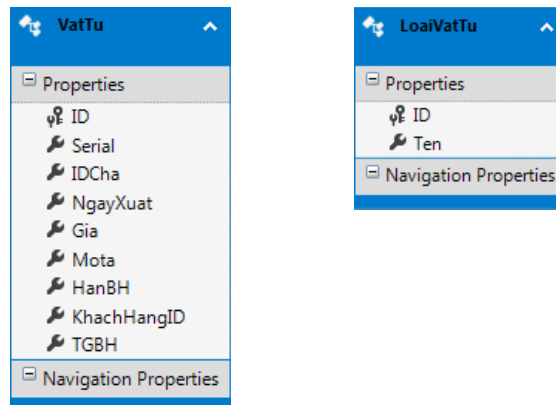 VatTu
Properties
ID
Serial
IDCha
NgayXuat
Gia
Mota
HanBH
KhachHangID
TGBH
Navigation Properties
LoaiVatTu
Properties
ID
Ten
Navigation Properties